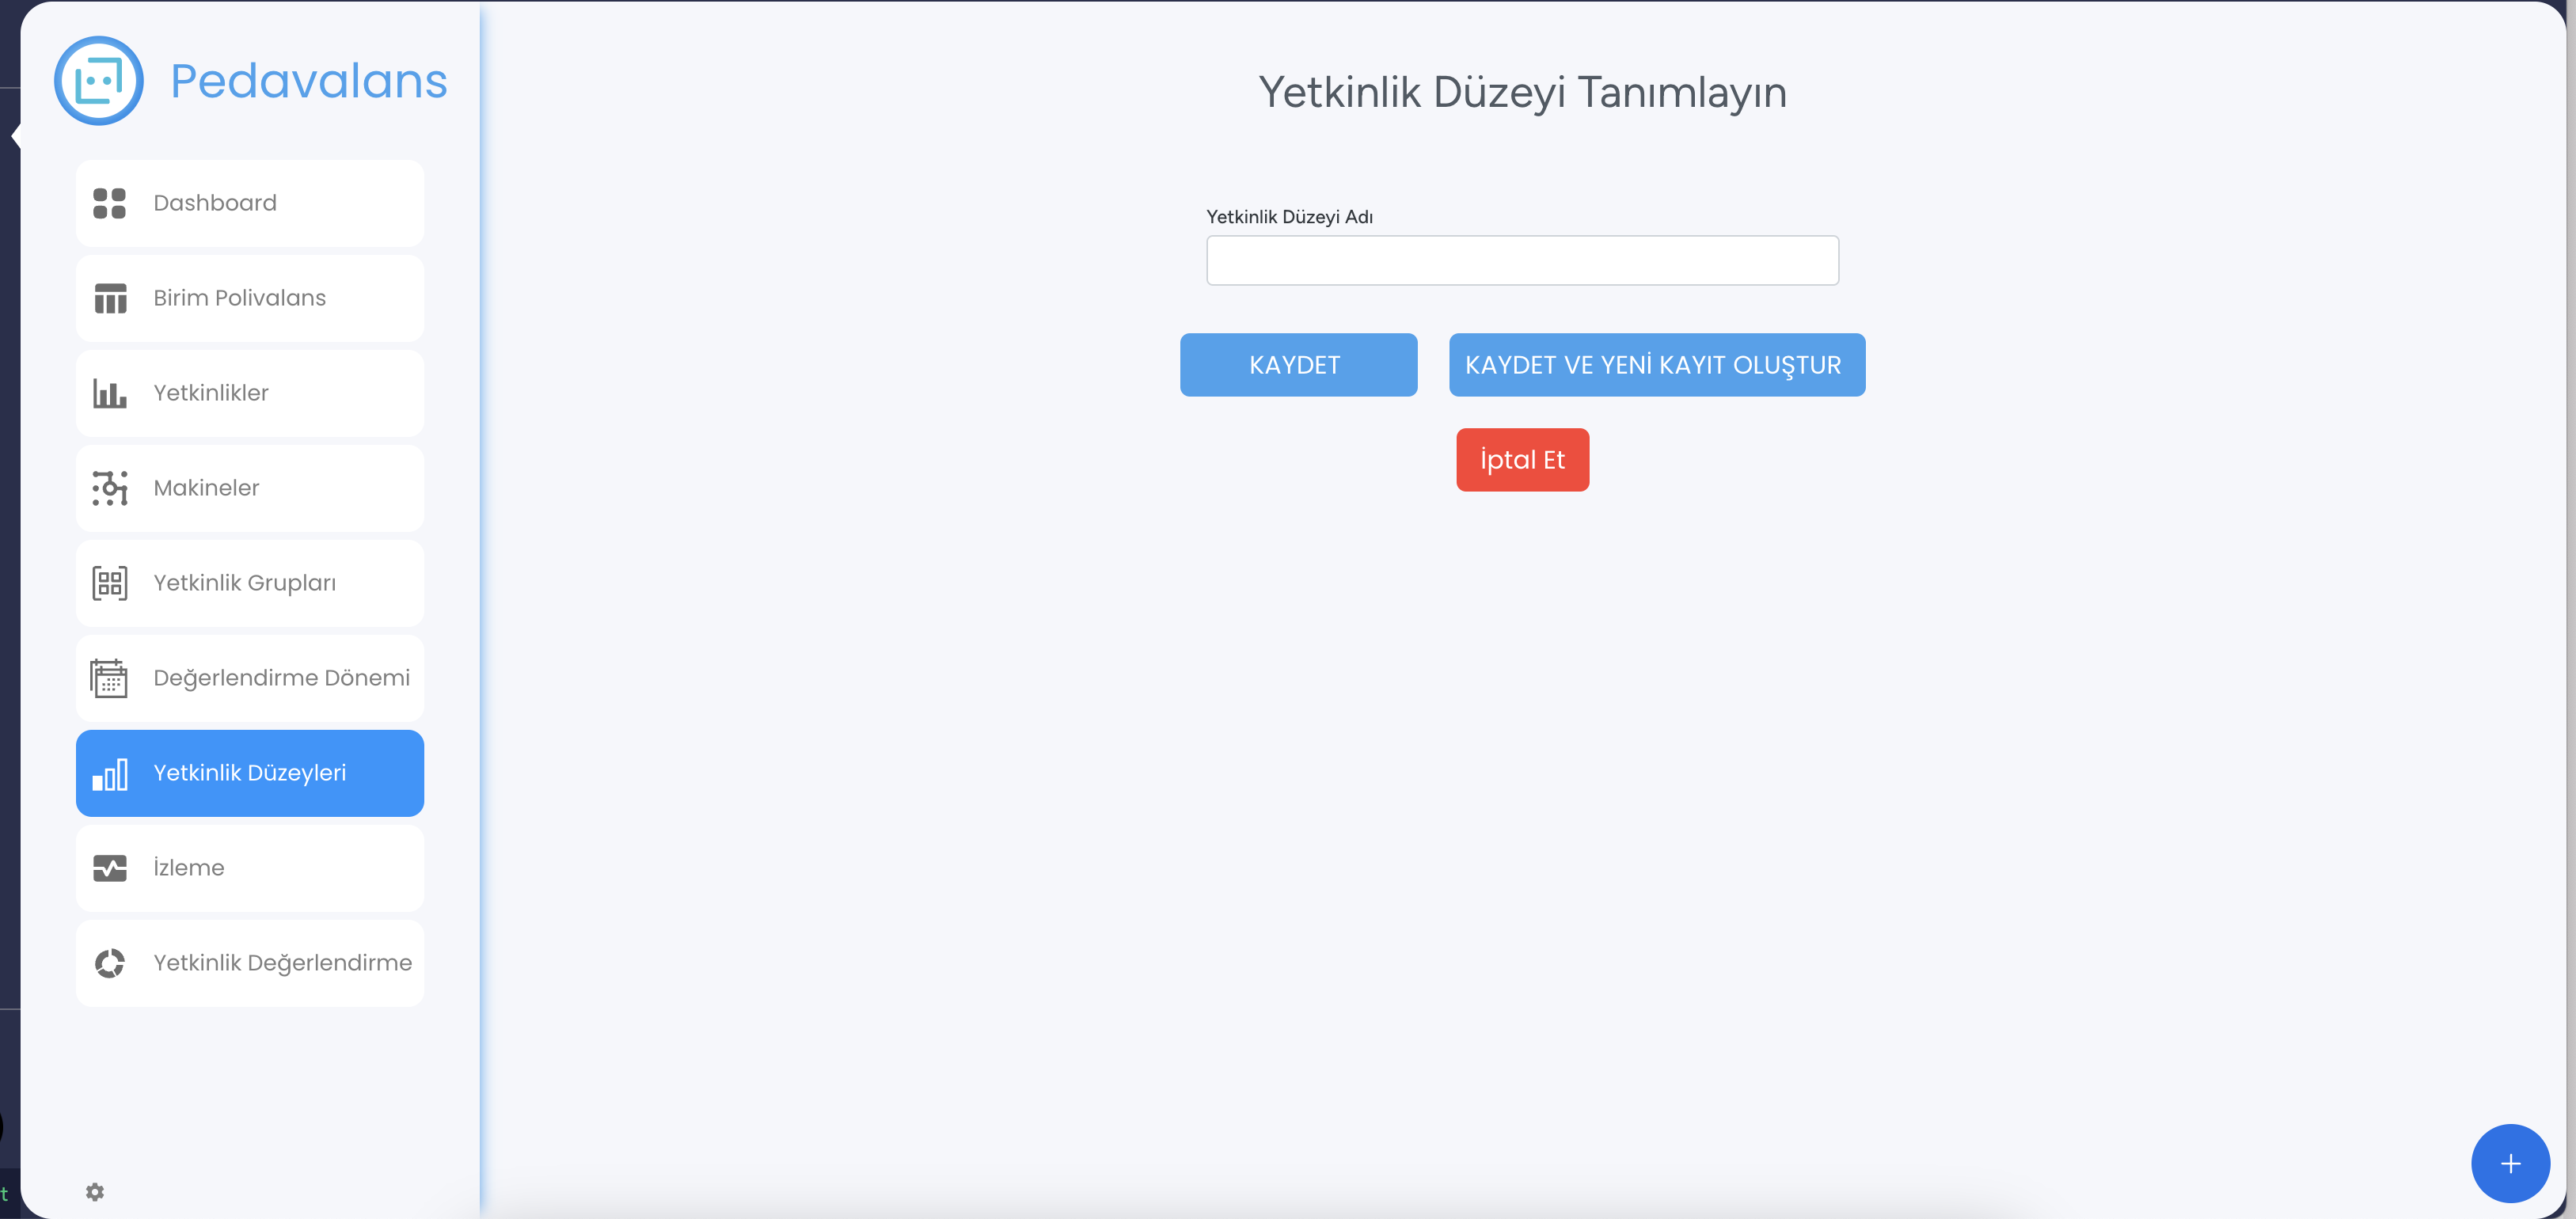 Pedavalans
Dashboard
Birim Polivalans
Yetkinlikler
Makineler
Yetkinlik Grupları
Değerlendirme Dönemi
Yetkinlik Düzeyleri
İzleme
Yetkinlik Değerlendirme
Yetkinlik Düzeyi Tanımlayın
Yetkinlik Düzeyi Adı
KAYDET
KAYDET VE YENİ KAYIT OLUŞTUR
İptal Et
t